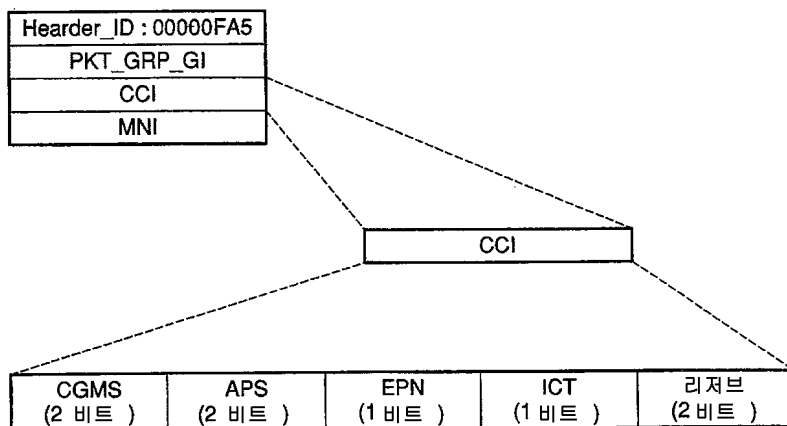 Hearder_ID : 00000FA5
PKT_GRP_GI
CCI
MNI
CCI
CGMS
(2 비트 )
APS
(2 비트 )
EPN
(1 비트 )
ICT
(1 비트 )
리저브
(2 비트 )